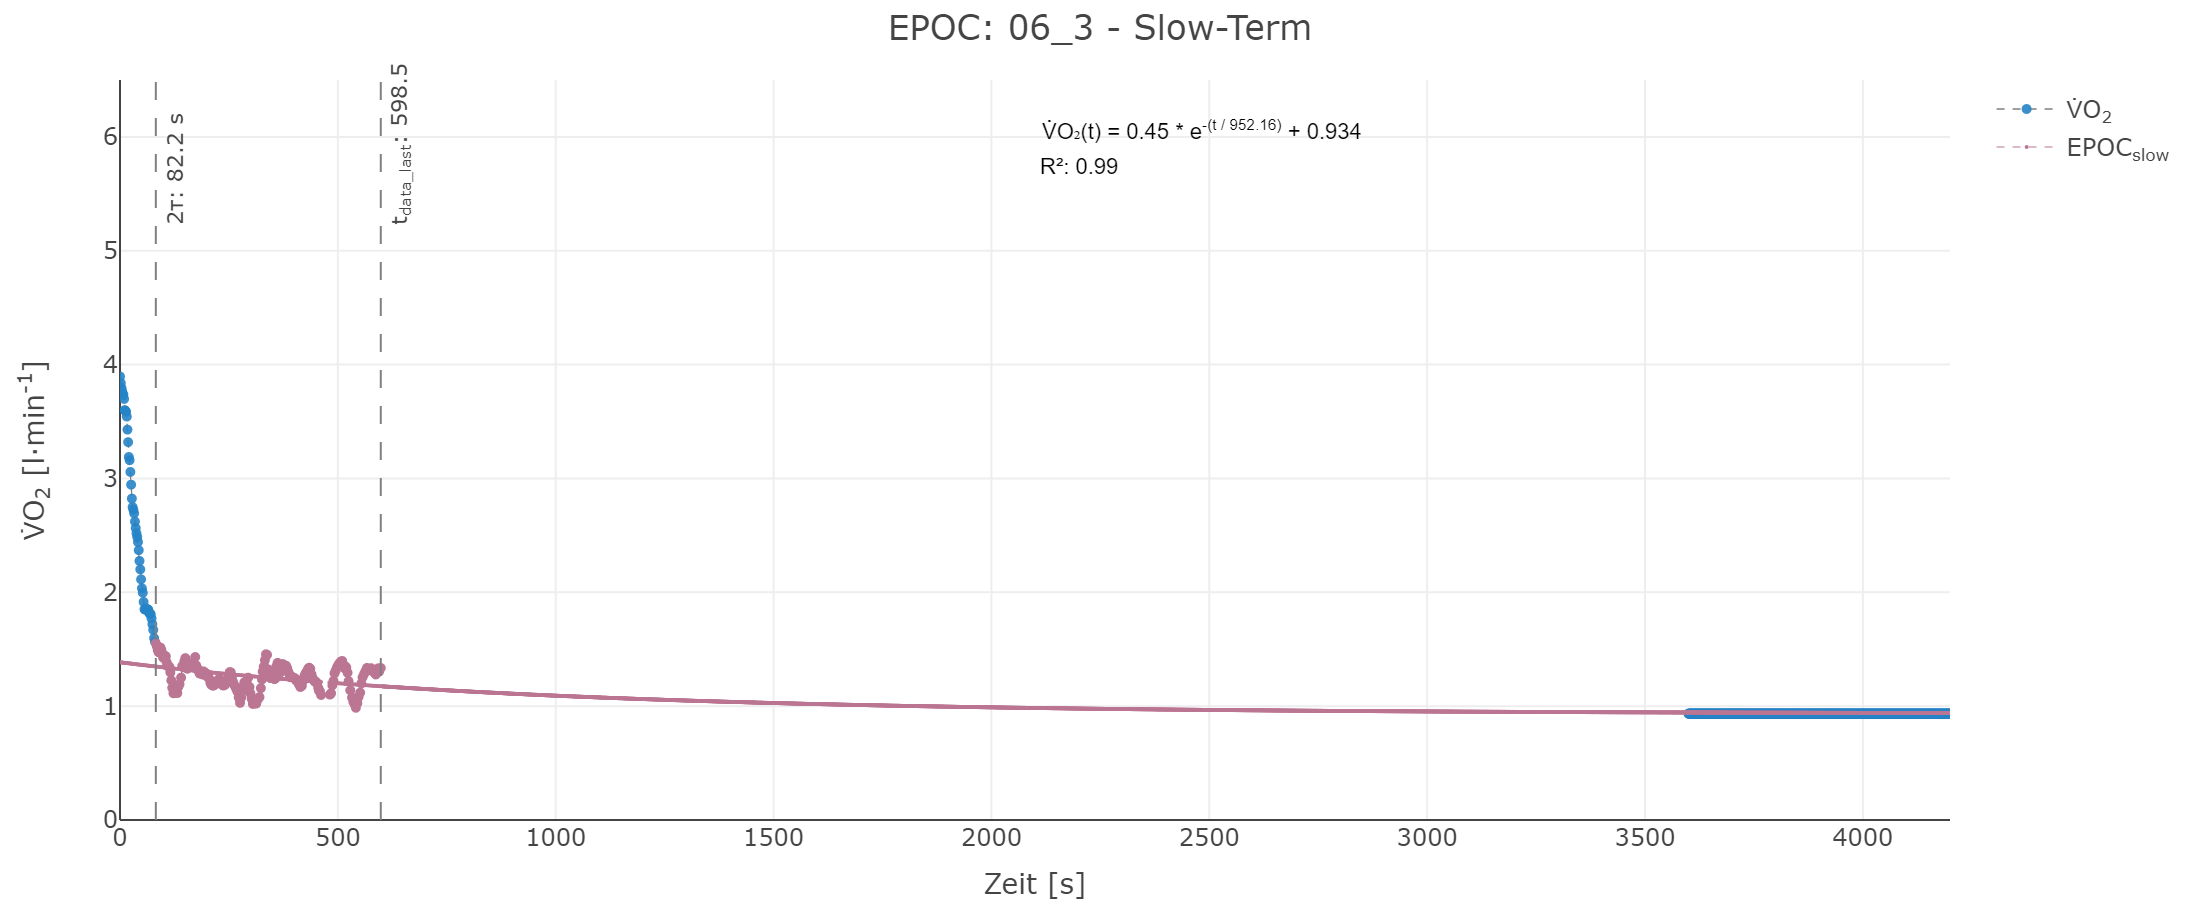 EPOC: 06_3 - Slow-Term
V̇O₂
EPOCslow
V̇O₂(t) = 0.45 * e-(t / 952.16) + 0.934
R²: 0.99
2τ: 82.2 s
tdata_last: 598.5
V̇O₂ [l·min-1]
6
5
4
3
2
1
0
0 500 1000 1500 2000 2500 3000 3500 4000
Zeit [s]